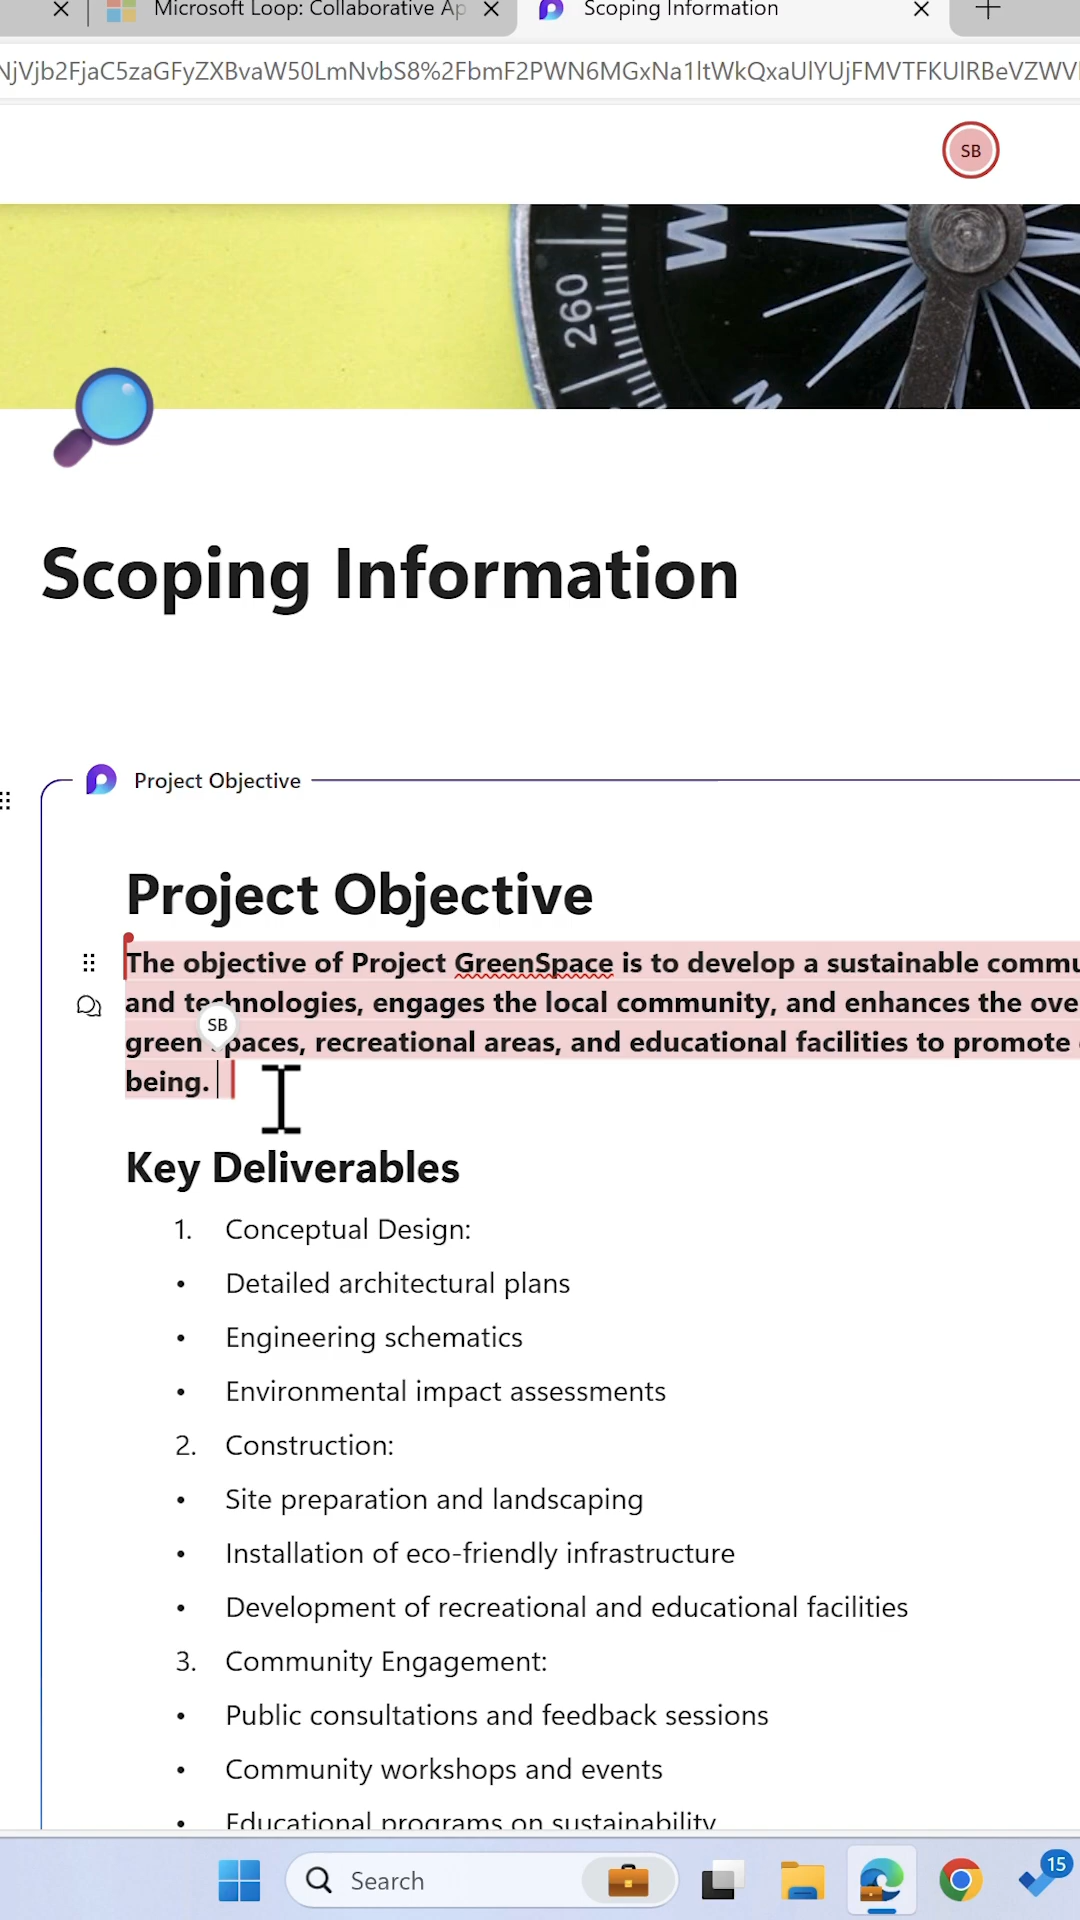 Microsoft Loop: Collaborative Ap
Scoping Information
SB
W
260
Scoping Information
Project Objective
Project Objective
The objective of Project GreenSpace is to develop a sustainable commu
and technologies, engages the local community, and enhances the ove
SB
green spaces, recreational areas, and educational facilities to promote
being.
Key Deliverables
1. Conceptual Design:
• Detailed architectural plans
• Engineering schematics
• Environmental impact assessments
2. Construction:
• Site preparation and landscaping
• Installation of eco-friendly infrastructure
• Development of recreational and educational facilities
3. Community Engagement:
• Public consultations and feedback sessions
• Community workshops and events
• Educational programs on sustainability
Search
15